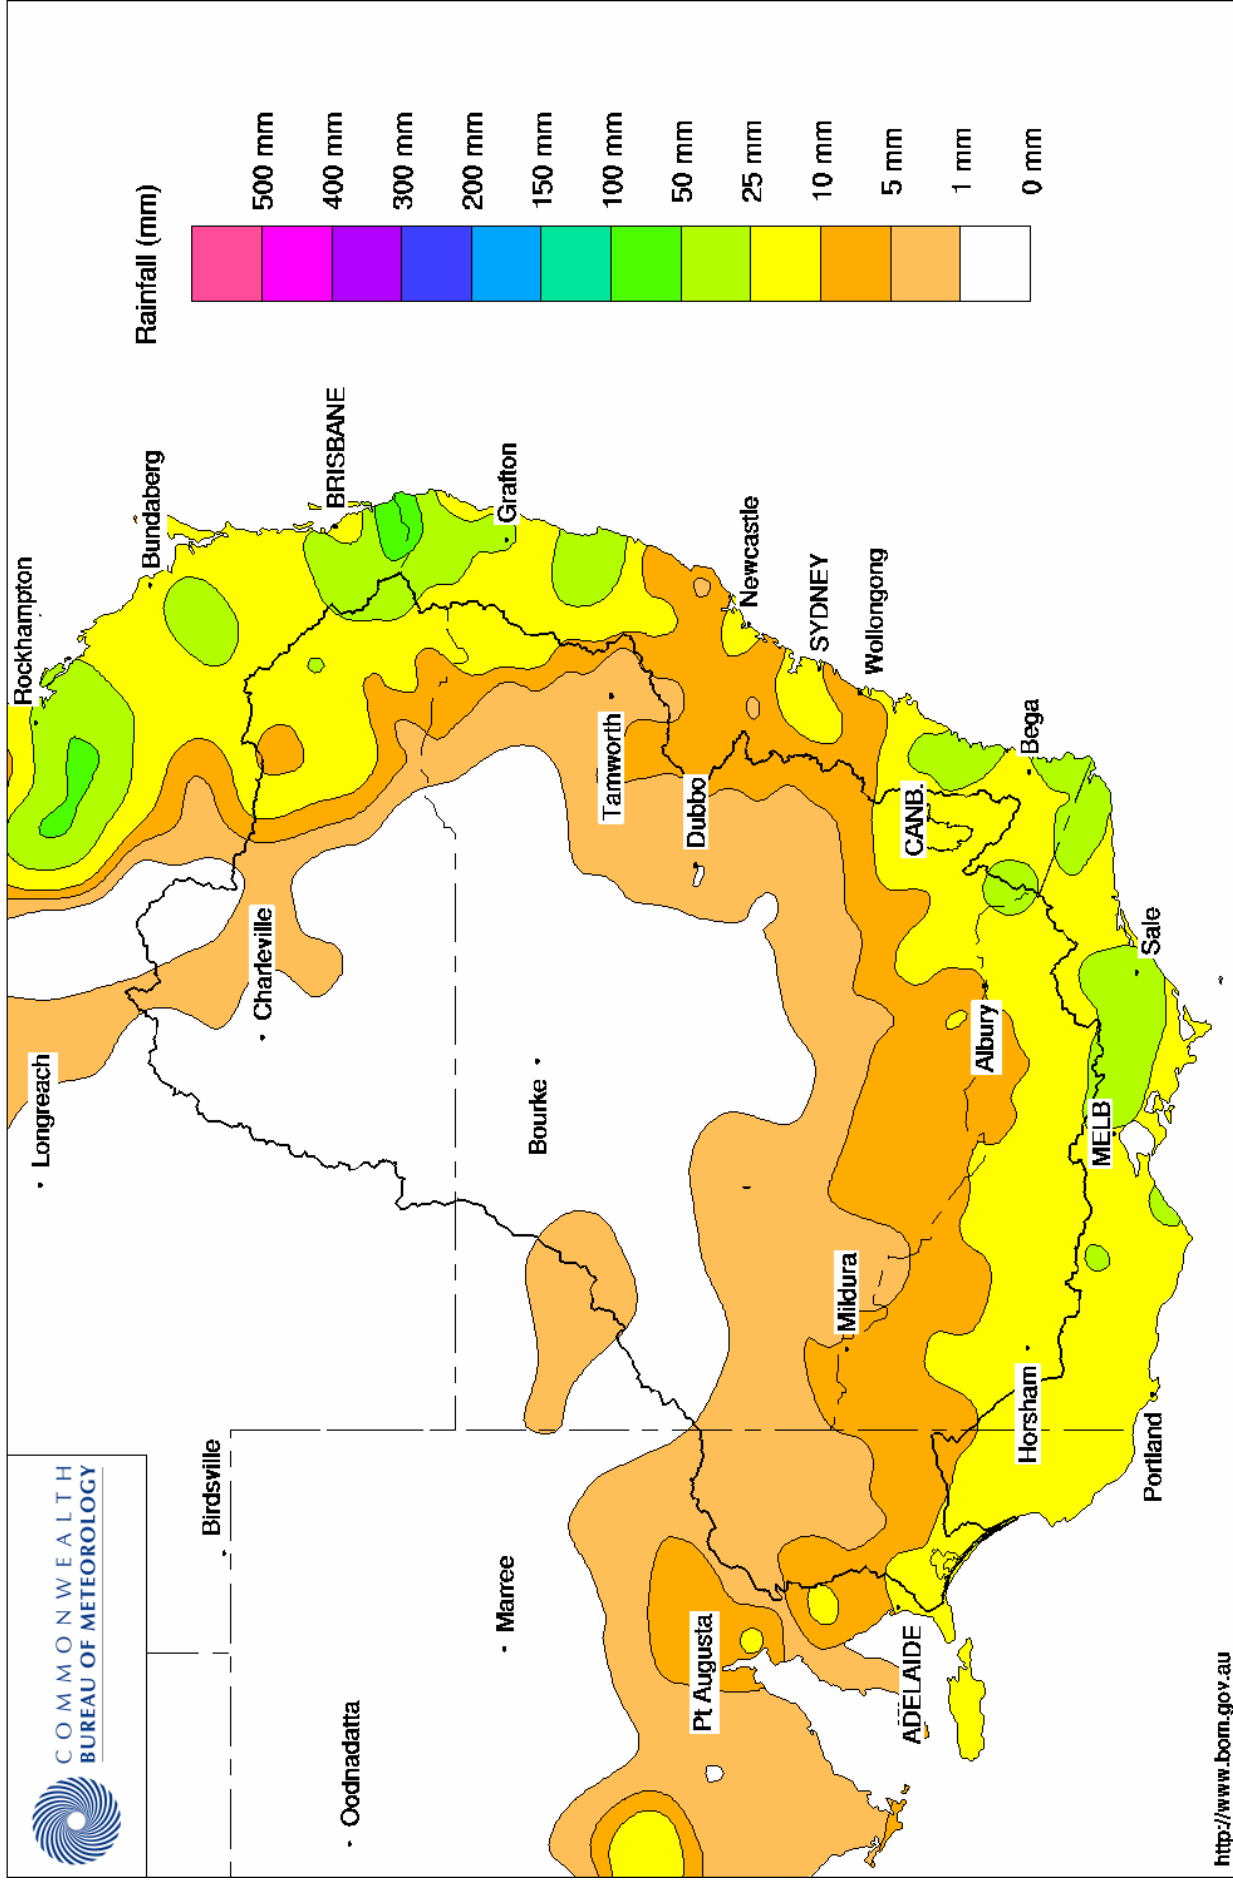 COMMONWEALTH
BUREAU OF METEOROLOGY
Longreach
Rockhampton
Bundaberg
Birdsville
Charleville
BRISBANE
Oodnadatta
Marree
Bourke
Grafton
Tamworth
Pt Augusta
Dubbo
Newcastle
Mildura
SYDNEY
Wollongong
ADELAIDE
CANB.
Albury
Horsham
Bega
MELB
Portland
Sale
Rainfall (mm)
500 mm
400 mm
300 mm
200 mm
150 mm
100 mm
50 mm
25 mm
10 mm
5 mm
1 mm
0 mm
http://www.bom.gov.au